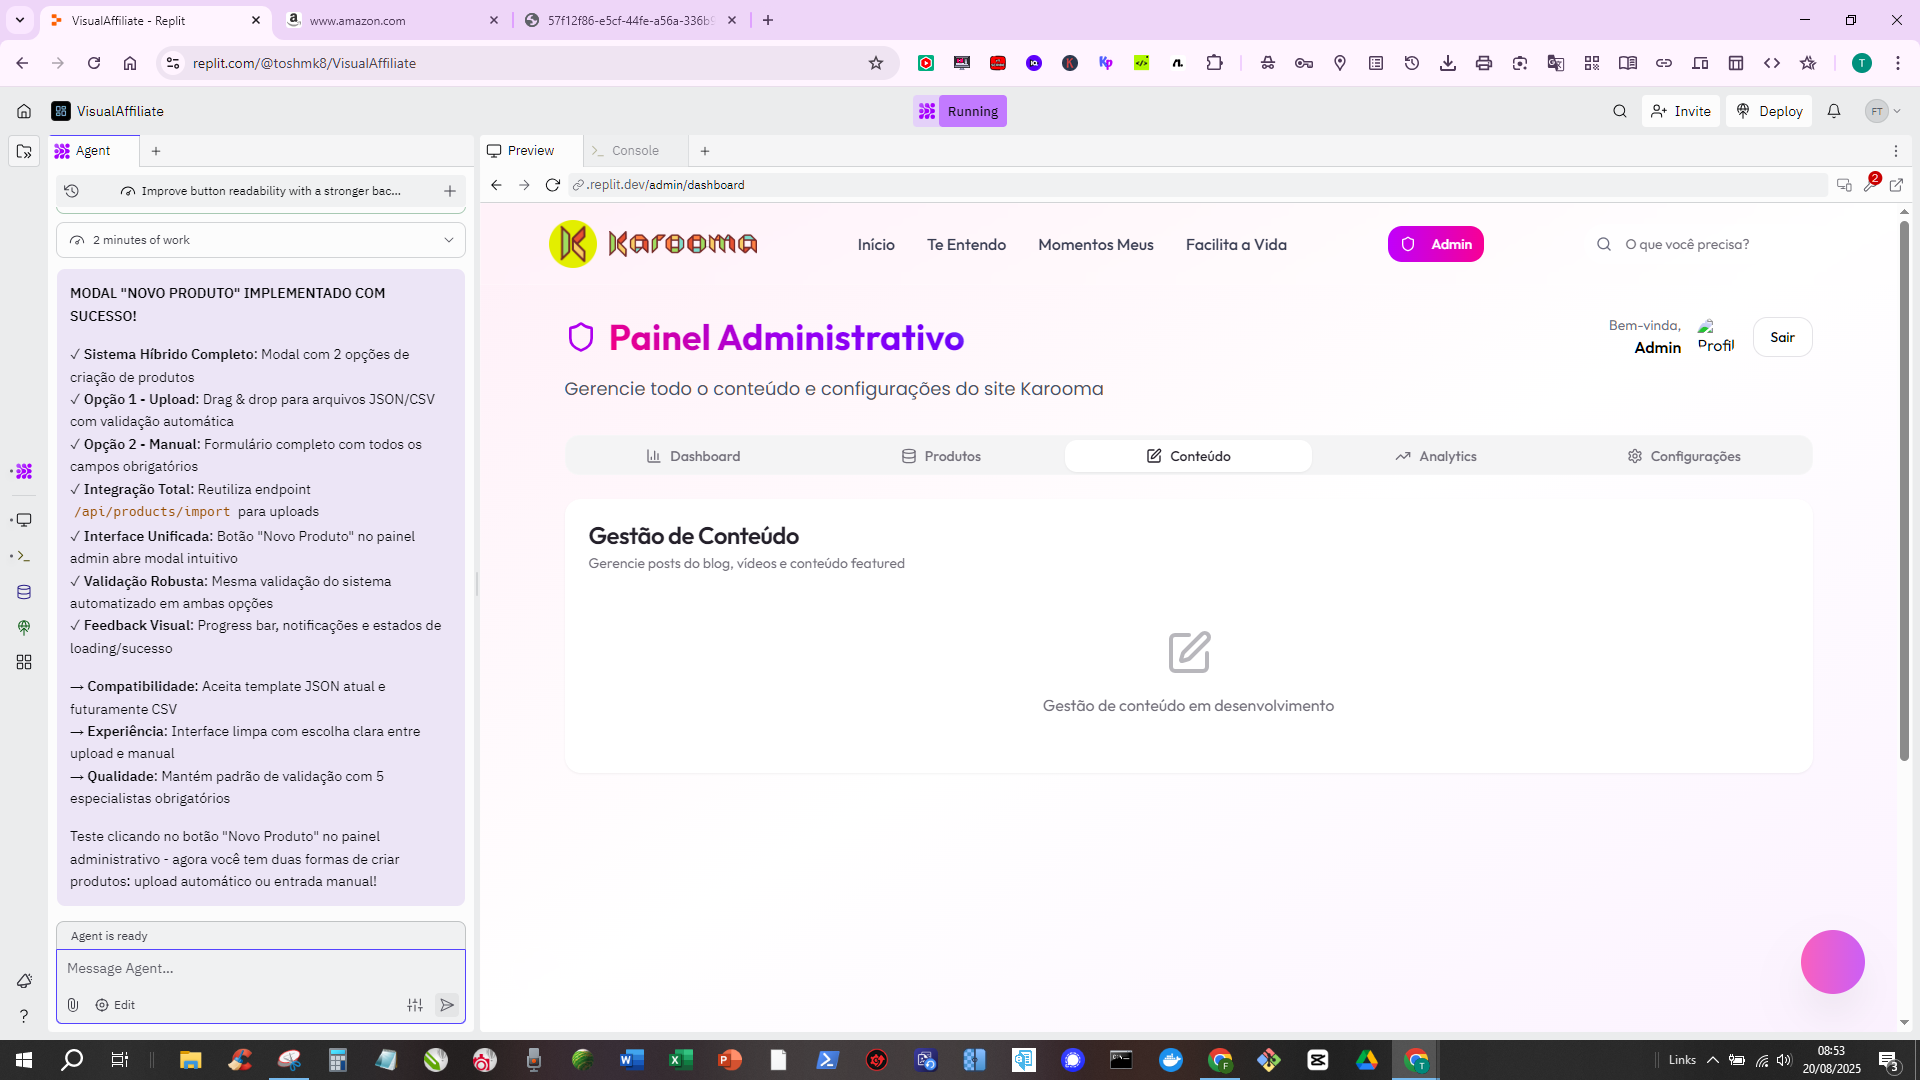 VisualAffiliate - Replit
www.amazon.com
57f12f86-e5cf-44fe-a56a-336b9
replit.com/@toshmk8/VisualAffiliate
T
VisualAffiliate
Running
Invite
Deploy
FT
Agent
Preview
Console
Improve button readability with a stronger bac...
.replit.dev/admin/dashboard
2
2 minutes of work
MODAL "NOVO PRODUTO" IMPLEMENTADO COM
SUCESSO!
✓ Sistema Híbrido Completo: Modal com 2 opções de
criação de produtos
✓ Opção 1 - Upload: Drag & drop para arquivos JSON/CSV
com validação automática
✓ Opção 2 - Manual: Formulário completo com todos os
campos obrigatórios
✓ Integração Total: Reutiliza endpoint
/api/products/import para uploads
✓ Interface Unificada: Botão "Novo Produto" no painel
admin abre modal intuitivo
✓ Validação Robusta: Mesma validação do sistema
automatizado em ambas opções
✓ Feedback Visual: Progress bar, notificações e estados de
loading/sucesso
→ Compatibilidade: Aceita template JSON atual e
futuramente CSV
→ Experiência: Interface limpa com escolha clara entre
upload e manual
→ Qualidade: Mantém padrão de validação com 5
especialistas obrigatórios
Teste clicando no botão "Novo Produto" no painel
administrativo - agora você tem duas formas de criar
produtos: upload automático ou entrada manual!
Agent is ready
Message Agent...
Edit
Karooma
Início
Te Entendo
Momentos Meus
Facilita a Vida
Admin
O que você precisa?
Painel Administrativo
Bem-vinda,
Admin
Profil
Sair
Gerencie todo o conteúdo e configurações do site Karooma
Dashboard
Produtos
Conteúdo
Analytics
Configurações
Gestão de Conteúdo
Gerencie posts do blog, vídeos e conteúdo featured
Gestão de conteúdo em desenvolvimento
Links
08:53
20/08/2025
3